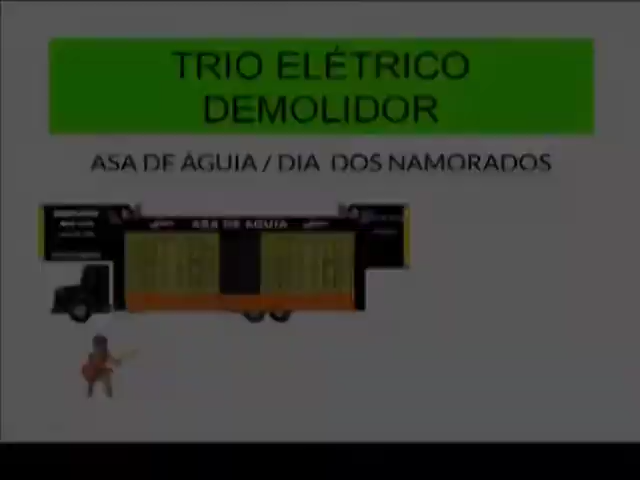 TRIO ELÉTRICO
DEMOLIDOR
ASA DE ÁGUIA / DIA DOS NAMORADOS
ASA DE AGUIA